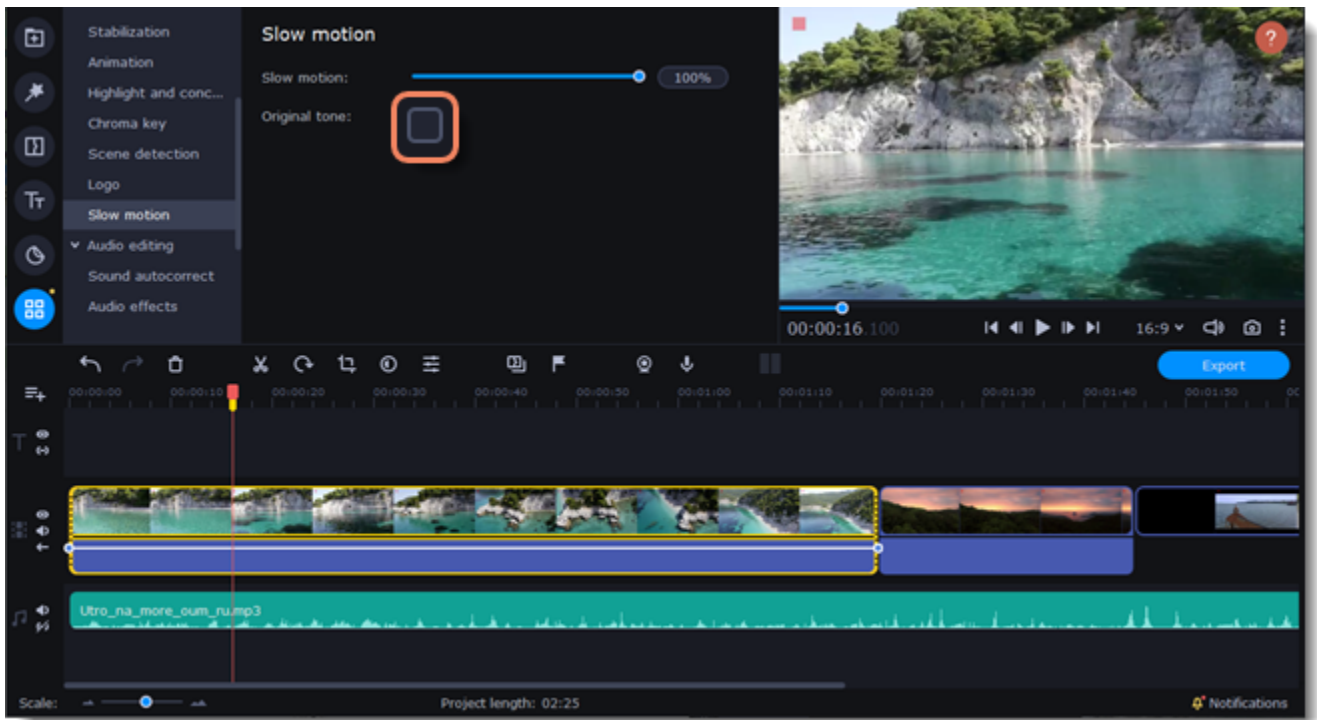 Stabilization
Animation
Highlight and conc...
Chroma key
Scene detection
Logo
Slow motion
Audio editing
Sound autocorrect
Audio effects
Slow motion
Slow motion:
100%
Original tone:
?
00:00:16.100
16:9
Export
00:00:00 00:00:10 00:00:20 00:00:30 00:00:40 00:00:50 00:01:00 00:01:10 00:01:20 00:01:30 00:01:40 00:01:50 00
Utro_na_more_oum_ru.mp3
Scale:
Project length: 02:25
Notifications